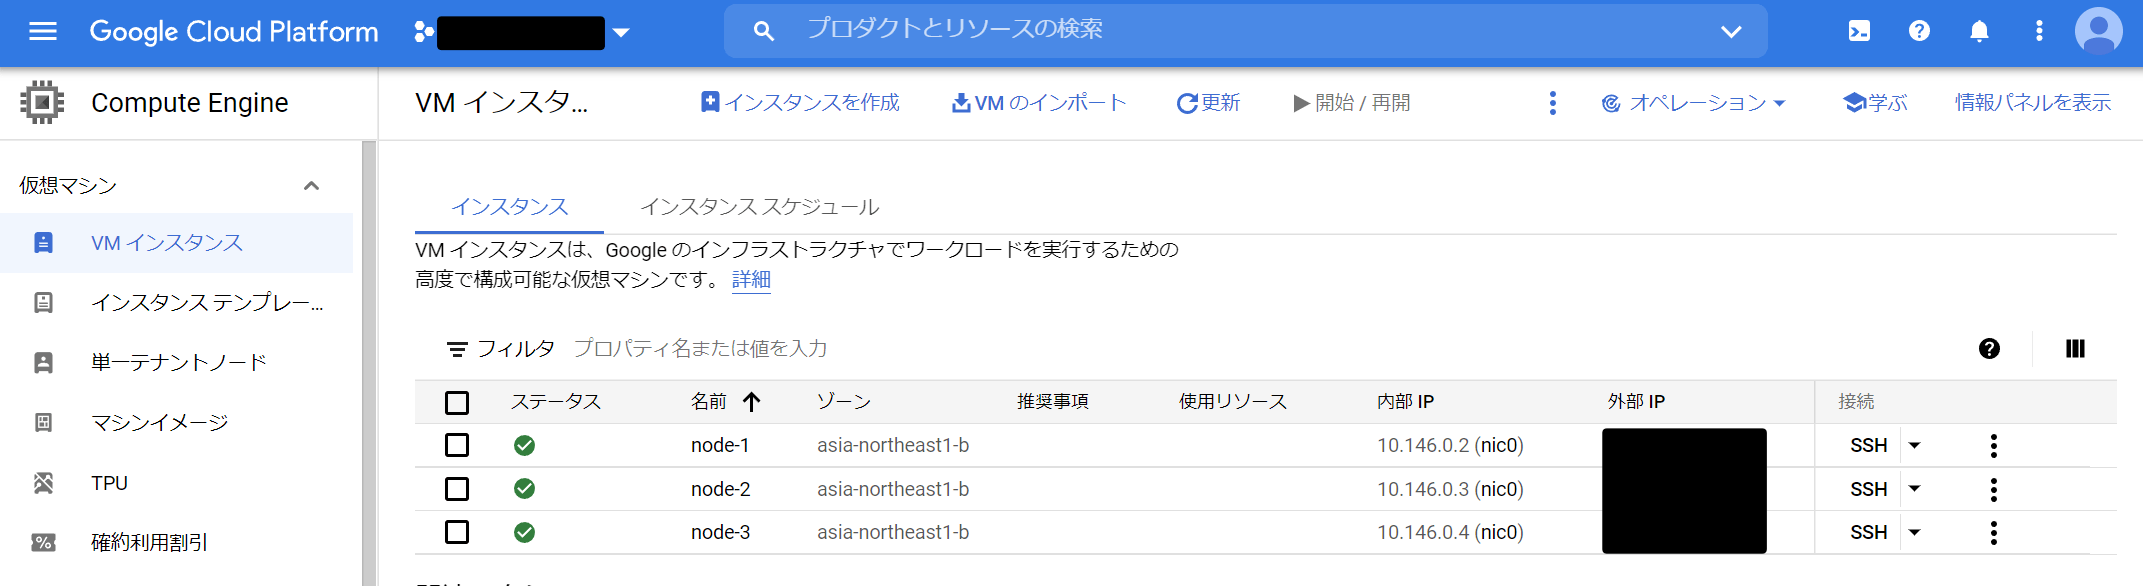 Google Cloud Platform
プロダクトとリソースの検索
Compute Engine
VM インスタ...
インスタンスを作成
VM のインポート
更新
開始 / 再開
オペレーション
学ぶ
情報パネルを表示
仮想マシン
VM インスタンス
インスタンス テンプレー...
単一テナントノード
マシンイメージ
TPU
確約利用割引
インスタンス
インスタンス スケジュール
VM インスタンスは、Google のインフラストラクチャでワークロードを実行するための
高度で構成可能な仮想マシンです。 詳細
フィルタ プロパティ名または値を入力
ステータス 名前 ゾーン 推奨事項 使用リソース 内部 IP 外部 IP 接続
node-1 asia-northeast1-b 10.146.0.2 (nic0) SSH
node-2 asia-northeast1-b 10.146.0.3 (nic0) SSH
node-3 asia-northeast1-b 10.146.0.4 (nic0) SSH